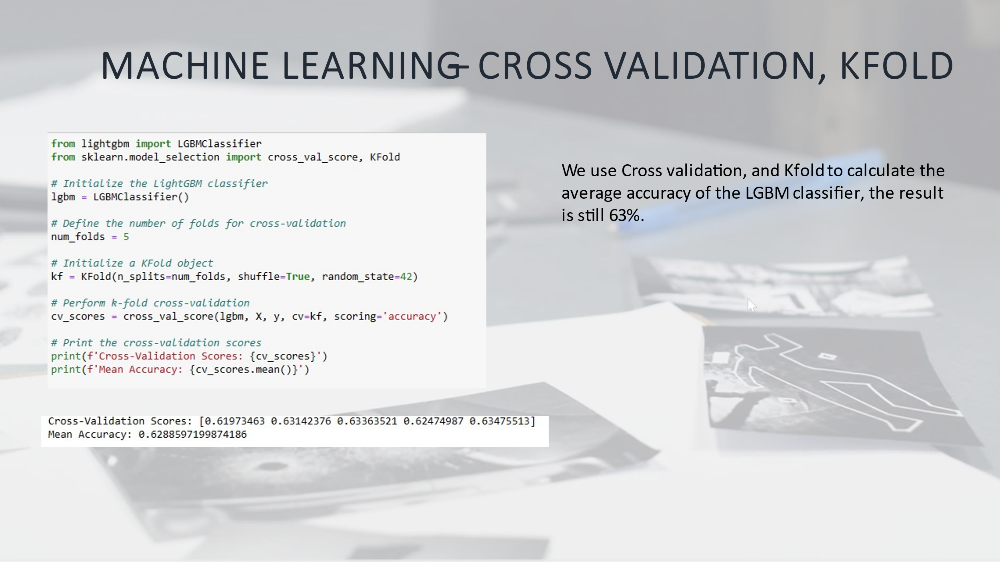 MACHINE LEARNING– CROSS VALIDATION, KFOLD
from lightgbm import LGBMClassifier
from sklearn.model_selection import cross_val_score, KFold
# Initialize the LightGBM classifier
lgbm = LGBMClassifier()
# Define the number of folds for cross-validation
num_folds = 5
# Initialize a KFold object
kf = KFold(n_splits=num_folds, shuffle=True, random_state=42)
# Perform k-fold cross-validation
cv_scores = cross_val_score(lgbm, X, y, cv=kf, scoring='accuracy')
# Print the cross-validation scores
print(f'Cross-Validation Scores: {cv_scores}')
print(f'Mean Accuracy: {cv_scores.mean()}')
Cross-Validation Scores: [0.61973463 0.63142376 0.63363521 0.62474987 0.63475513]
Mean Accuracy: 0.6288597199874186
We use Cross validation, and Kfold to calculate the
average accuracy of the LGBM classifier, the result
is still 63%.